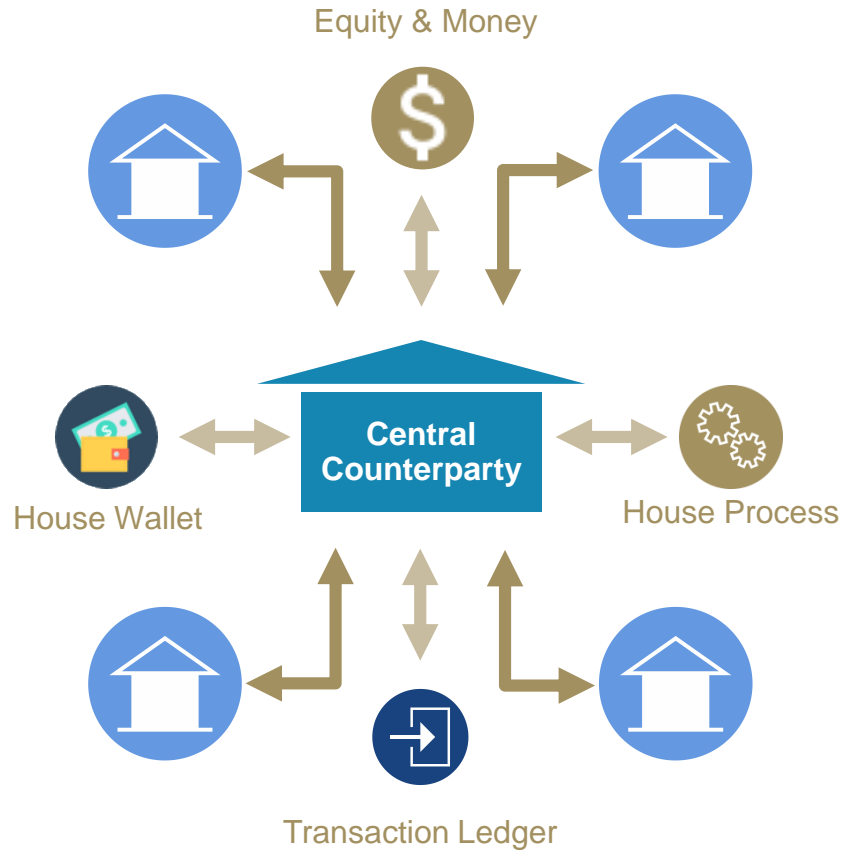 Equity & Money
$
Central
Counterparty
House Wallet
House Process
Transaction Ledger